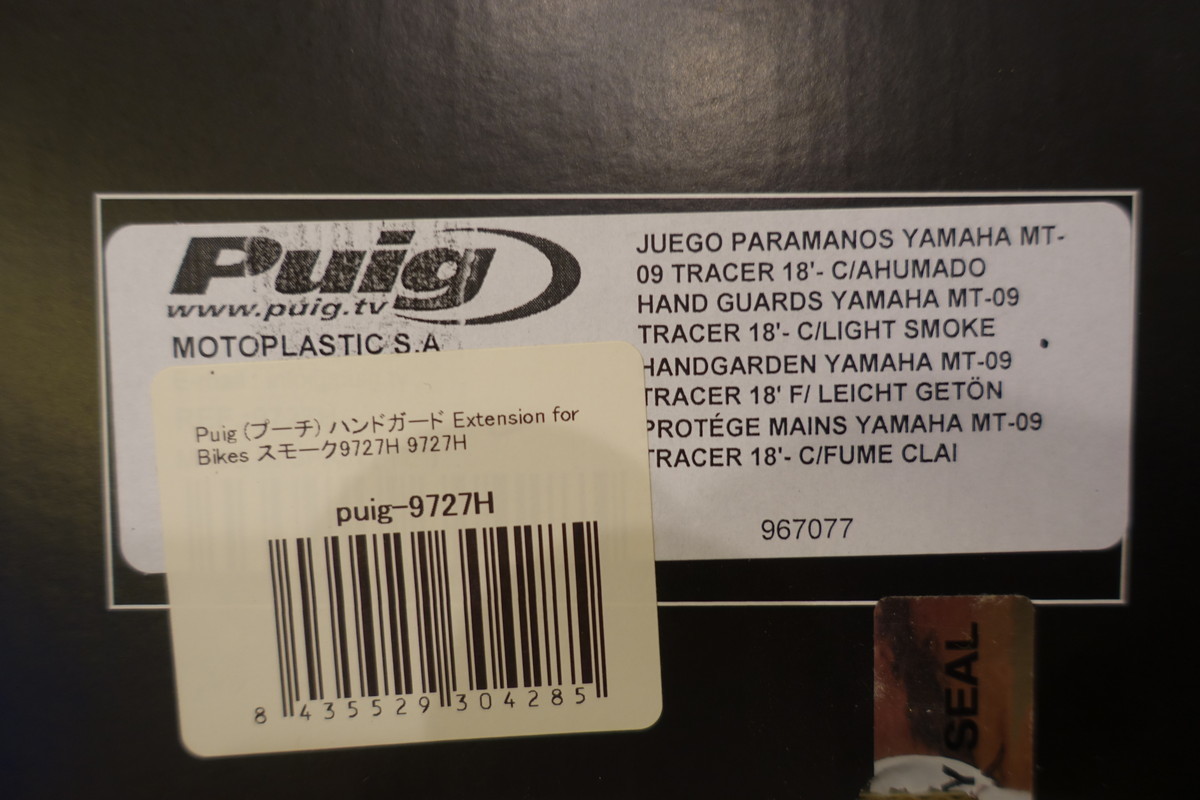 Puig
www.puig.tv
MOTOPLASTIC S.A
JUEGO PARAMANOS YAMAHA MT-
09 TRACER 18'- C/AHUMADO
HAND GUARDS YAMAHA MT-09
TRACER 18'- C/LIGHT SMOKE
HANDGARDEN YAMAHA MT-09
TRACER 18' F/ LEICHT GETÖN
PROTÉGE MAINS YAMAHA MT-09
TRACER 18'- C/FUME CLAI
967077
Puig (プーチ) ハンドガード Extension for
Bikes スモーク9727H 9727H
puig-9727H
8 435529 304285
Y SEAL